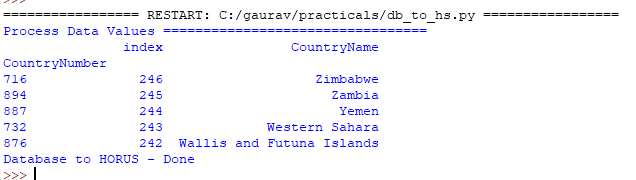 >>>
================= RESTART: C:/gaurav/practicals/db_to_hs.py =================
Process Data Values =================================
                index                 CountryName
CountryNumber
716               246                    Zimbabwe
894               245                      Zambia
887               244                       Yemen
732               243              Western Sahara
876               242   Wallis and Futuna Islands
Database to HORUS - Done
>>>